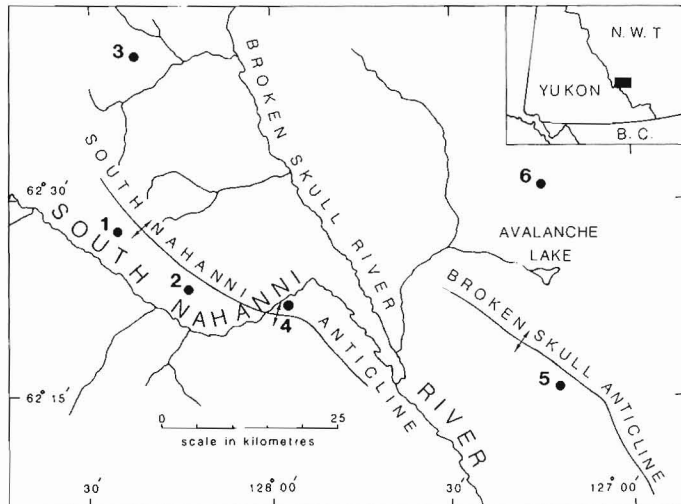 3
BROKEN SKULL RIVER
N.W.T
YUKON
B.C.
62° 30′
1
SOUTH NAHANNI ANTICLINE
SOUTH NAHANNI RIVER
2
4
6
AVALANCHE
LAKE
BROKEN SKULL ANTICLINE
5
62° 15′
0 25
scale in kilometres
30′ 128° 00′ 30′ 127° 00′